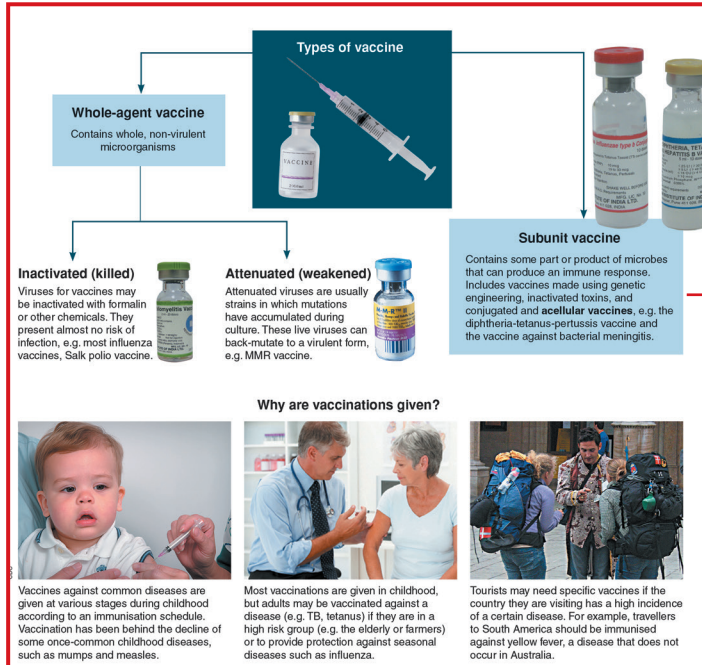 Types of vaccine
Whole-agent vaccine
Contains whole, non-virulent
microorganisms
VACCINE
Inactivated (killed)
Viruses for vaccines may
be inactivated with formalin
or other chemicals. They
present almost no risk of
infection, e.g. most influenza
vaccines, Salk polio vaccine.
Attenuated (weakened)
Attenuated viruses are usually
strains in which mutations
have accumulated during
culture. These live viruses can
back-mutate to a virulent form,
e.g. MMR vaccine.
M-M-R™ II
Subunit vaccine
Contains some part or product of microbes
that can produce an immune response.
Includes vaccines made using genetic
engineering, inactivated toxins, and
conjugated and acellular vaccines, e.g. the
diphtheria-tetanus-pertussis vaccine and
the vaccine against bacterial meningitis.
Why are vaccinations given?
Vaccines against common diseases are
given at various stages during childhood
according to an immunisation schedule.
Vaccination has been behind the decline of
some once-common childhood diseases,
such as mumps and measles.
Most vaccinations are given in childhood,
but adults may be vaccinated against a
disease (e.g. TB, tetanus) if they are in a
high risk group (e.g. the elderly or farmers)
or to provide protection against seasonal
diseases such as influenza.
Tourists may need specific vaccines if the
country they are visiting has a high incidence
of a certain disease. For example, travellers
to South America should be immunised
against yellow fever, a disease that does not
occur in Australia.